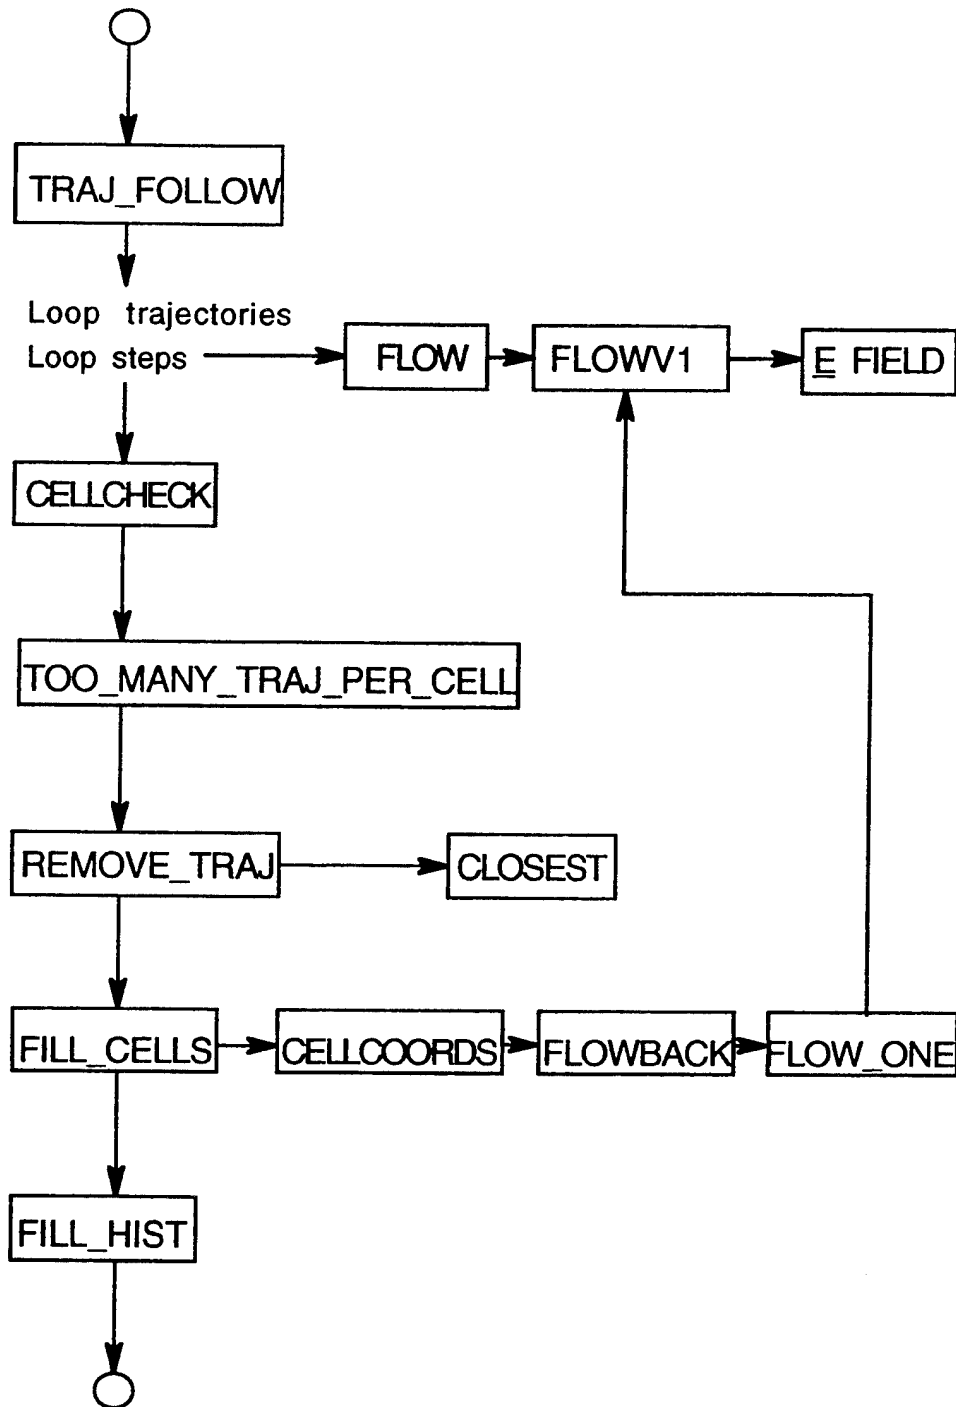 TRAJ_FOLLOW
Loop trajectories
Loop steps
FLOW
FLOWV1
E FIELD
CELLCHECK
TOO_MANY_TRAJ_PER_CELL
REMOVE_TRAJ
CLOSEST
FILL_CELLS
CELLCOORDS
FLOWBACK
FLOW_ONE
FILL_HIST